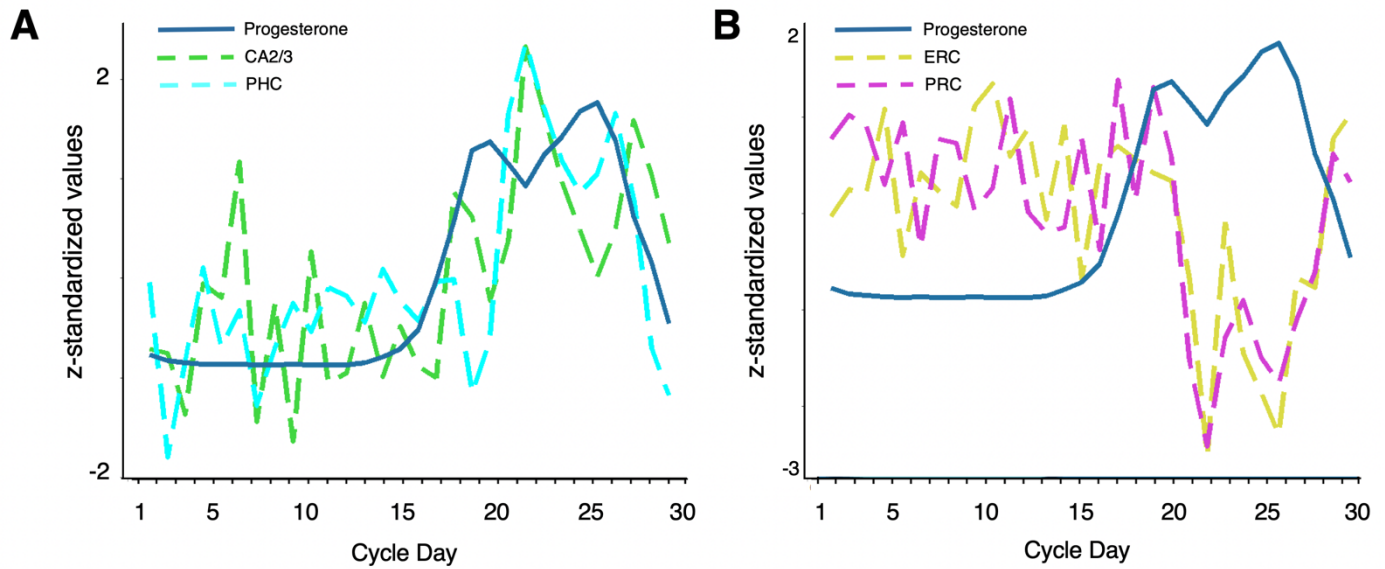 A
Progesterone
CA2/3
PHC
2
-2
z-standardized values
1 5 10 15 20 25 30
Cycle Day
B
Progesterone
ERC
PRC
2
-3
z-standardized values
1 5 10 15 20 25 30
Cycle Day